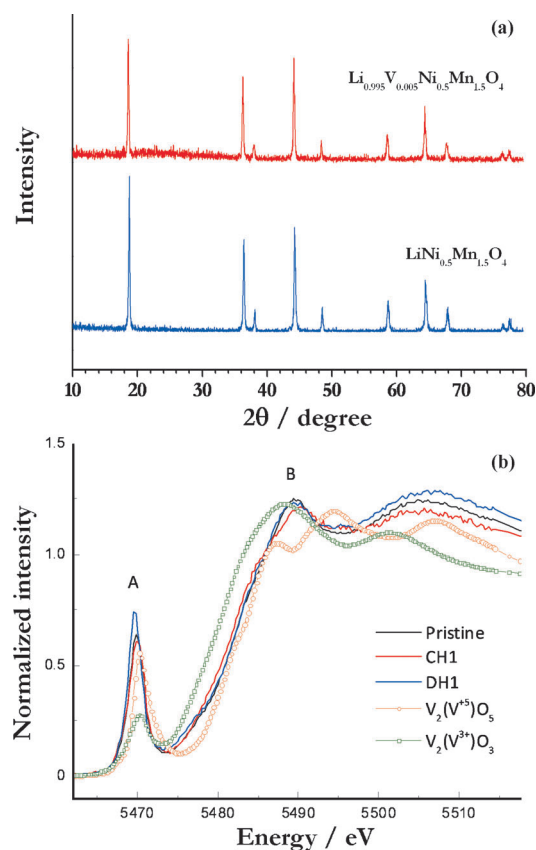 (a)
Li0.995V0.005Ni0.5Mn1.5O4
LiNi0.5Mn1.5O4
Intensity
10 20 30 40 50 60 70 80
2θ / degree
(b)
B
A
1.5
1.0
0.5
0
Normalized intensity
Pristine
CH1
DH1
V2(V+5)O5
V2(V3+)O3
5470 5480 5490 5500 5510
Energy / eV